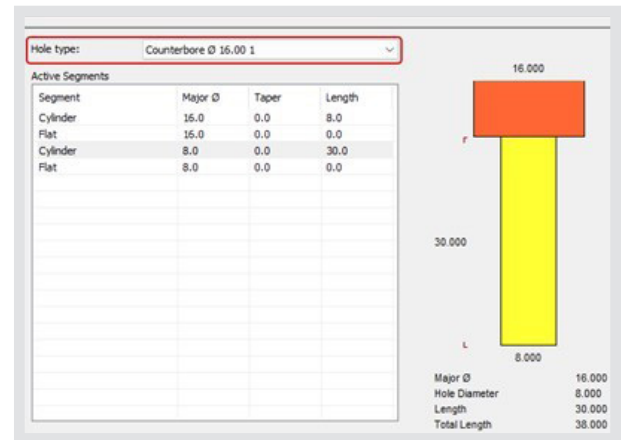 Hole type: Counterbore Ø 16.00 1
Active Segments
Segment Major Ø Taper Length
Cylinder 16.0 0.0 8.0
Flat 16.0 0.0 0.0
Cylinder 8.0 0.0 30.0
Flat 8.0 0.0 0.0
16.000
30.000
8.000
Major Ø 16.000
Hole Diameter 8.000
Length 30.000
Total Length 38.000